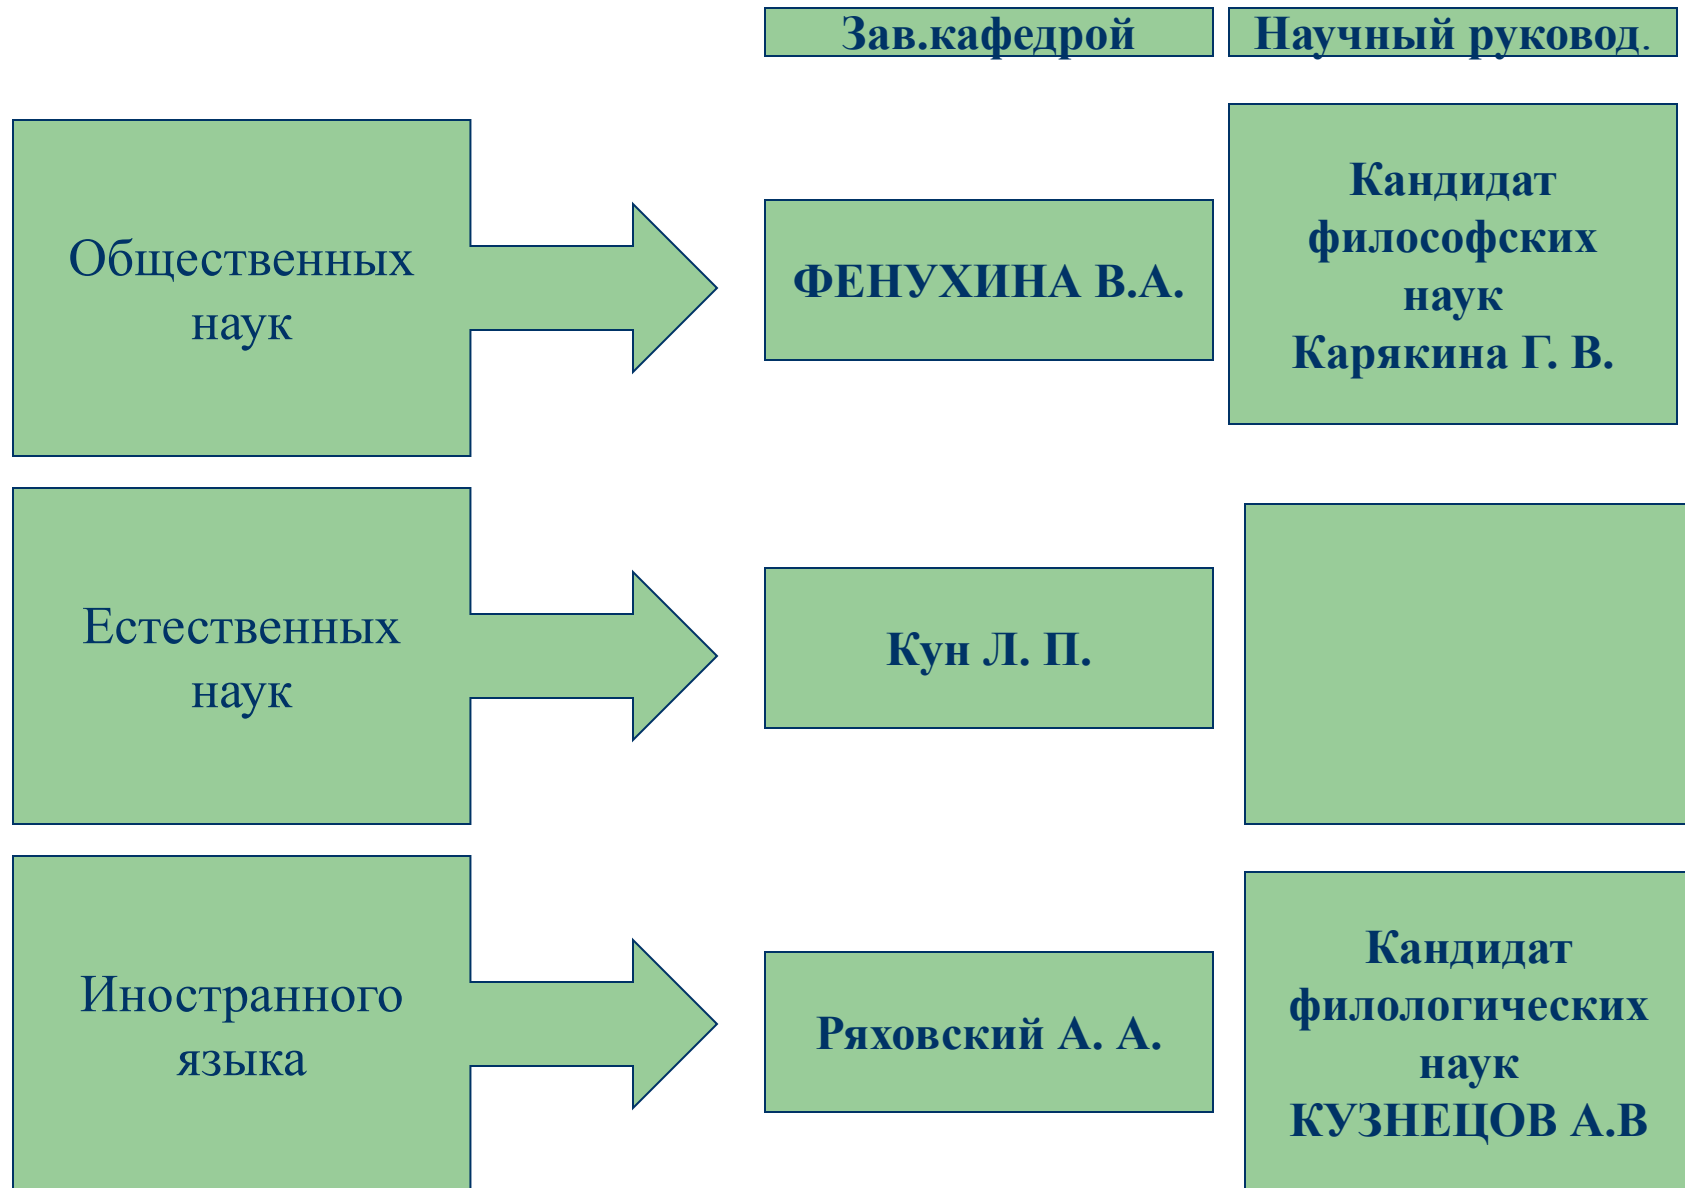 Зав.кафедрой
Научный руковод.
Общественных
наук
ФЕНУХИНА В.А.
Кандидат
философских
наук
Карякина Г. В.
Естественных
наук
Кун Л. П.
Иностранного
языка
Ряховский А. А.
Кандидат
филологических
наук
КУЗНЕЦОВ А.В